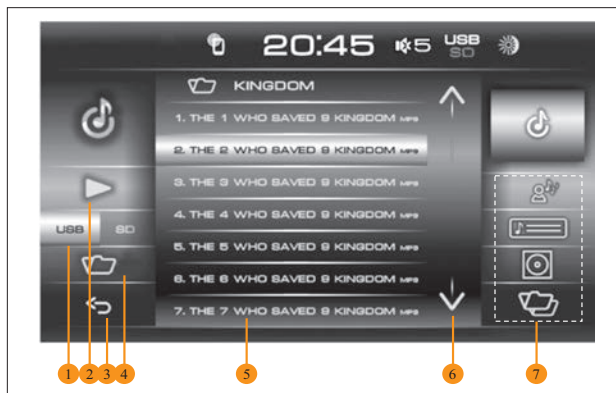 20:45 5 USB
SD
KINGDOM
1. THE 1 WHO SAVED 9 KINGDOM MP3
2. THE 2 WHO SAVED 9 KINGDOM MP3
3. THE 3 WHO SAVED 9 KINGDOM MP3
4. THE 4 WHO SAVED 9 KINGDOM MP3
USB SD
5. THE 5 WHO SAVED 9 KINGDOM MP3
6. THE 6 WHO SAVED 9 KINGDOM MP3
7. THE 7 WHO SAVED 9 KINGDOM MP3
1 2 3 4 5 6 7